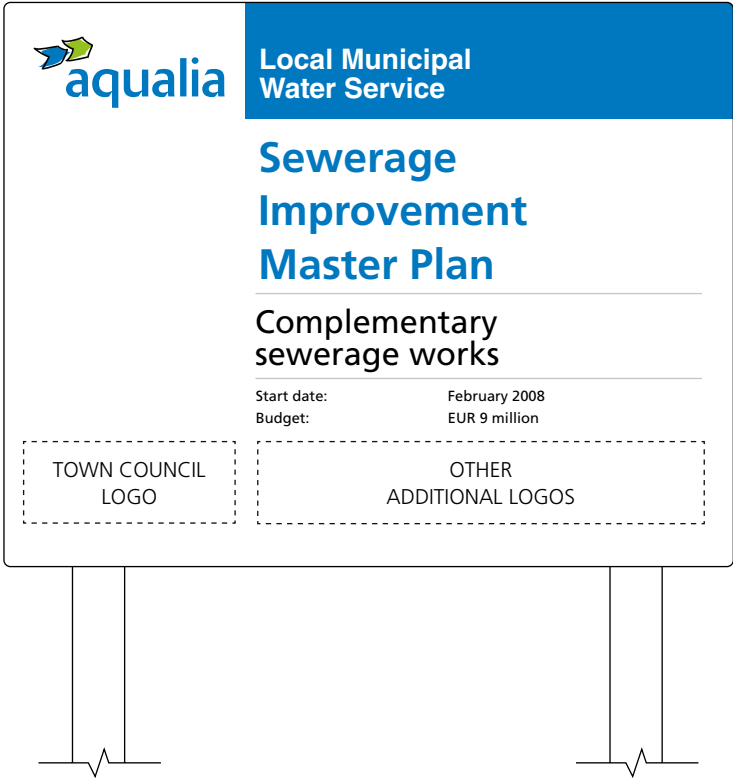 aqualia
Local Municipal
Water Service
Sewerage
Improvement
Master Plan
Complementary
sewerage works
Start date: February 2008
Budget: EUR 9 million
TOWN COUNCIL
LOGO
OTHER
ADDITIONAL LOGOS